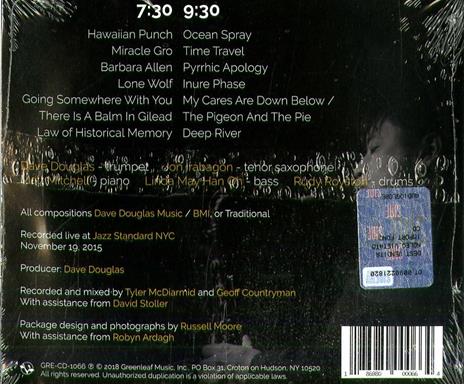 7:30 9:30
Hawaiian Punch Ocean Spray
Miracle Gro Time Travel
Barbara Allen Pyrrhic Apology
Lone Wolf Inure Phase
Going Somewhere With You My Cares Are Down Below /
There Is A Balm In Gilead The Pigeon And The Pie
Law of Historical Memory Deep River
Dave Douglas - trumpet Jon Irabagon - tenor saxophone
Mitchell - piano Linda May Han Oh - bass Rudy Royston - drums
All compositions Dave Douglas Music / BMI, or Traditional
Recorded live at Jazz Standard NYC
November 19, 2015
Producer: Dave Douglas
Recorded and mixed by Tyler McDiarmid and Geoff Countryman
With assistance from David Stoller
Package design and photographs by Russell Moore
With assistance from Robyn Ardagh
GRE-CD-1066 ℗ © 2018 Greenleaf Music, Inc. PO Box 31, Croton on Hudson, NY 10520
All rights reserved. Unauthorized duplication is a violation of applicable laws.